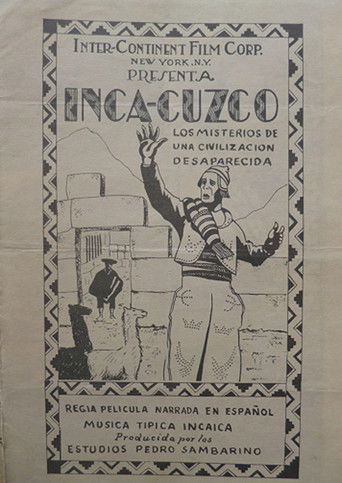 INTER-CONTINENT FILM CORP.
NEW YORK. N.Y.
PRESENTA
INCA-CUZCO
LOS MISTERIOS DE
UNA CIVILIZACION
DESAPARECIDA
REGIA PELICULA NARRADA EN ESPAÑOL
MUSICA TIPICA INCAICA
Producida por los
ESTUDIOS PEDRO SAMBARINO